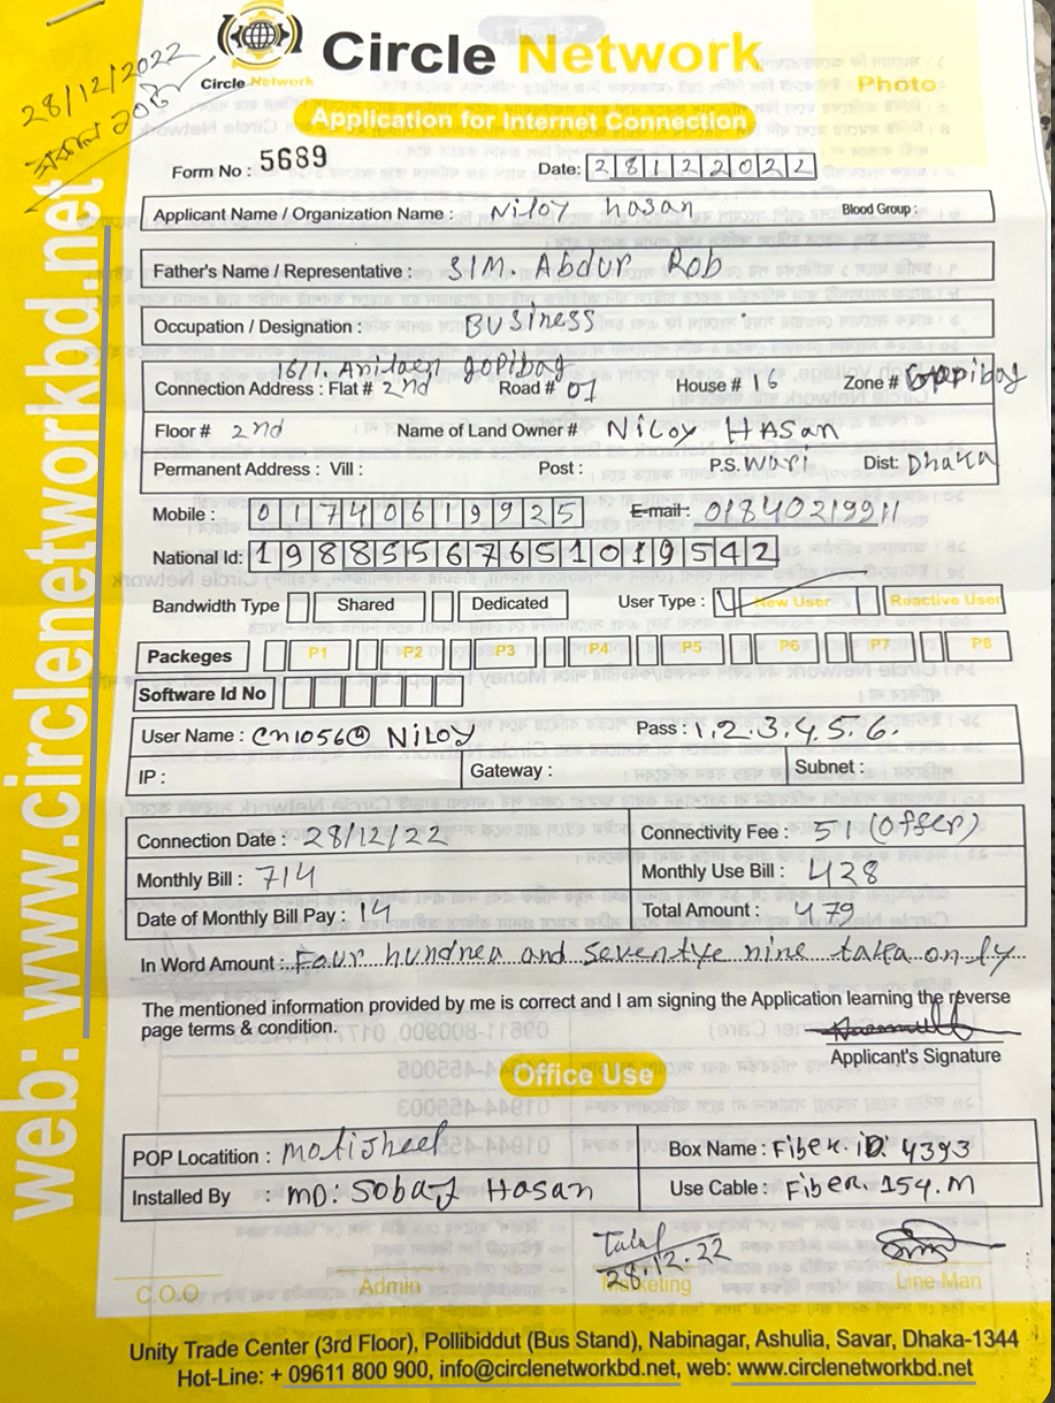 28/12/2022
Circle Network
Circle Network
Photo
Application for Internet Connection
Form No : 5689 Date: 28122022
Applicant Name / Organization Name : Niloy hasan Blood Group :
Father's Name / Representative : SIM. Abdur Rob
Occupation / Designation : BUSiness
161/1. gopibag
Connection Address : Flat # 2nd Road # 01 House # 16 Zone # Gopibag
Floor # 2nd Name of Land Owner # NiLoy HASan
Permanent Address : Vill : Post : P.S. wari Dist: Dhaka
Mobile : 01740619925 E-mail : 01840219911
National Id: 19885567651019542
Bandwidth Type Shared Dedicated User Type : New User Reactive User
Packeges P1 P2 P3 P4 P5 P6 P7 P8
Software Id No
User Name : cn1056@ NiLoy Pass : 1.2.3.4.5.6.
IP : Gateway : Subnet :
Connection Date : 28/12/22 Connectivity Fee : 51 (Offer)
Monthly Bill : 714 Monthly Use Bill : 428
Date of Monthly Bill Pay : 14 Total Amount : 479
In Word Amount : Four hundred and seventye nine taka only
The mentioned information provided by me is correct and I am signing the Application learning the reverse
page terms & condition.
Applicant's Signature
Office Use
POP Locatition : motijheel Box Name : Fiber. iD: 4393
Installed By : MD: Sobaj Hasan Use Cable : Fiber. 154.M
28.12.22
C.O.O Admin Marketing Line Man
Unity Trade Center (3rd Floor), Pollibiddut (Bus Stand), Nabinagar, Ashulia, Savar, Dhaka-1344
Hot-Line: + 09611 800 900, info@circlenetworkbd.net, web: www.circlenetworkbd.net
web: www.circlenetworkbd.net